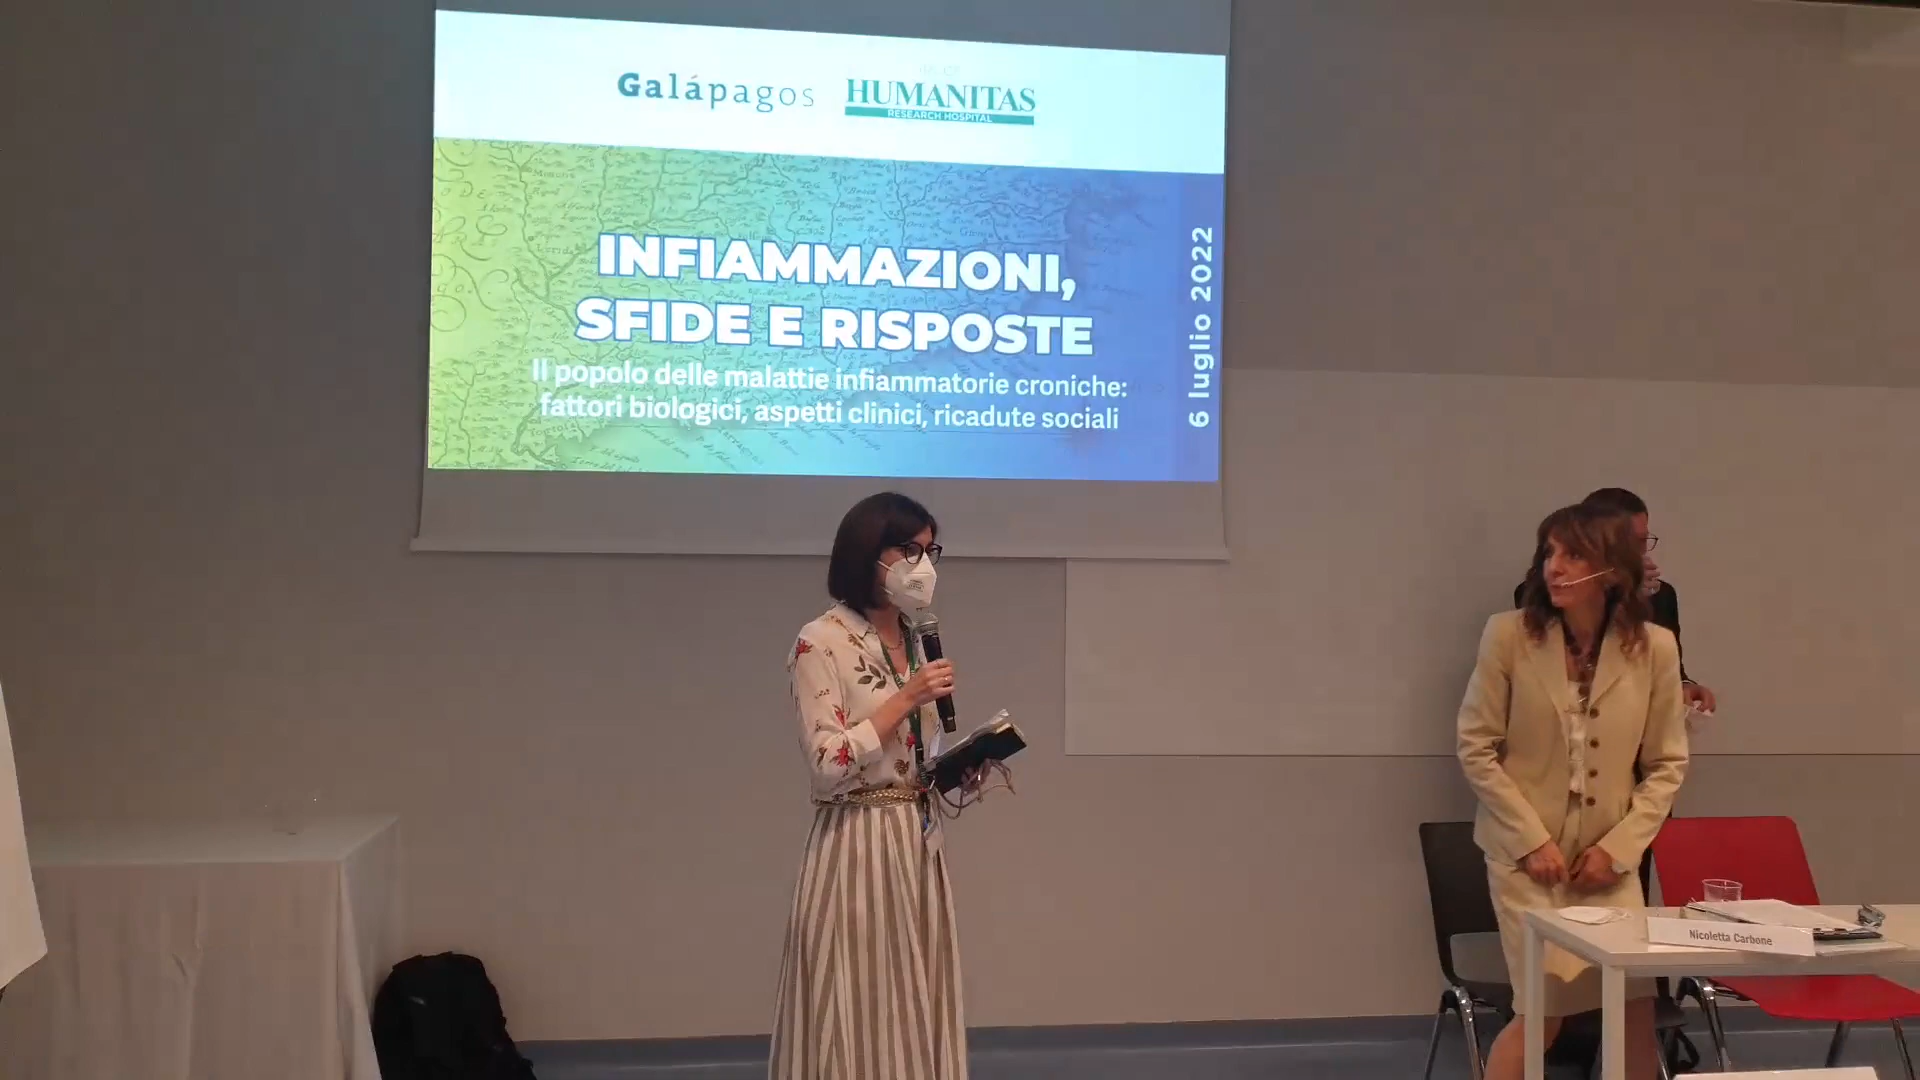 Galápagos
HUMANITAS
RESEARCH HOSPITAL
INFIAMMAZIONI,
SFIDE E RISPOSTE
Il popolo delle malattie infiammatorie croniche:
fattori biologici, aspetti clinici, ricadute sociali
6 luglio 2022
Nicoletta Carbone